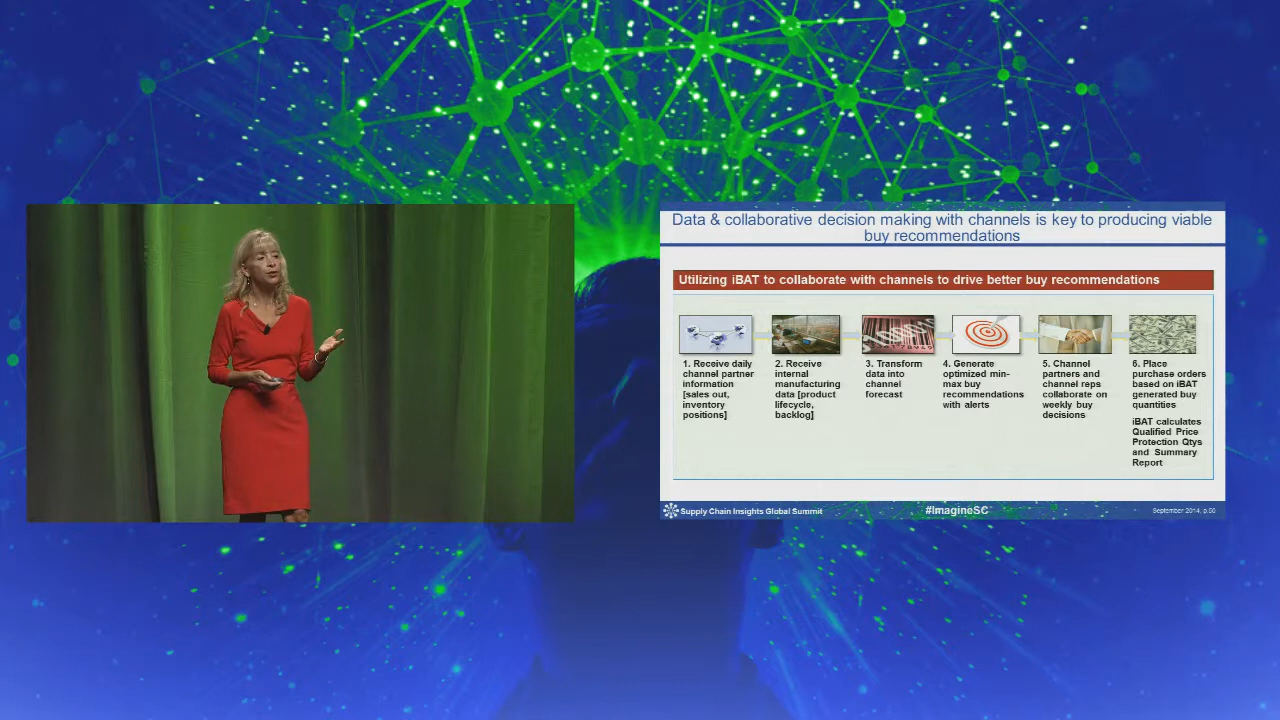 Data & collaborative decision making with channels is key to producing viable
buy recommendations
Utilizing iBAT to collaborate with channels to drive better buy recommendations
1. Receive daily
channel partner
information
[sales out,
inventory
positions]
2. Receive
internal
manufacturing
data [product
lifecycle,
backlog]
3. Transform
data into
channel
forecast
4. Generate
optimized min-
max buy
recommendations
with alerts
5. Channel
partners and
channel reps
collaborate on
weekly buy
decisions
6. Place
purchase orders
based on iBAT
generated buy
quantities
iBAT calculates
Qualified Price
Protection Qtys
and Summary
Report
Supply Chain Insights Global Summit
#ImagineSC
September 2014, p.50